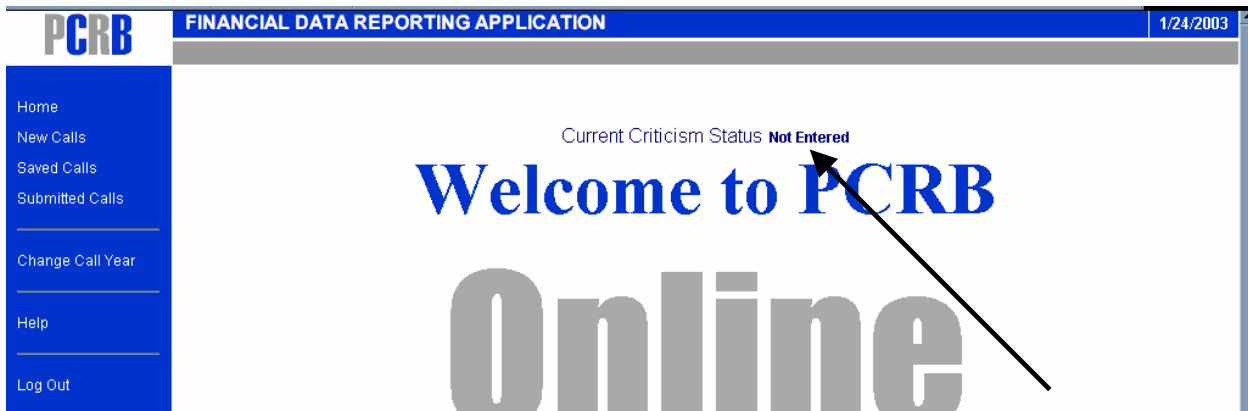 PCRB
FINANCIAL DATA REPORTING APPLICATION
1/24/2003
Home
New Calls
Saved Calls
Submitted Calls
Change Call Year
Help
Log Out
Current Criticism Status Not Entered
Welcome to PCRB
Online